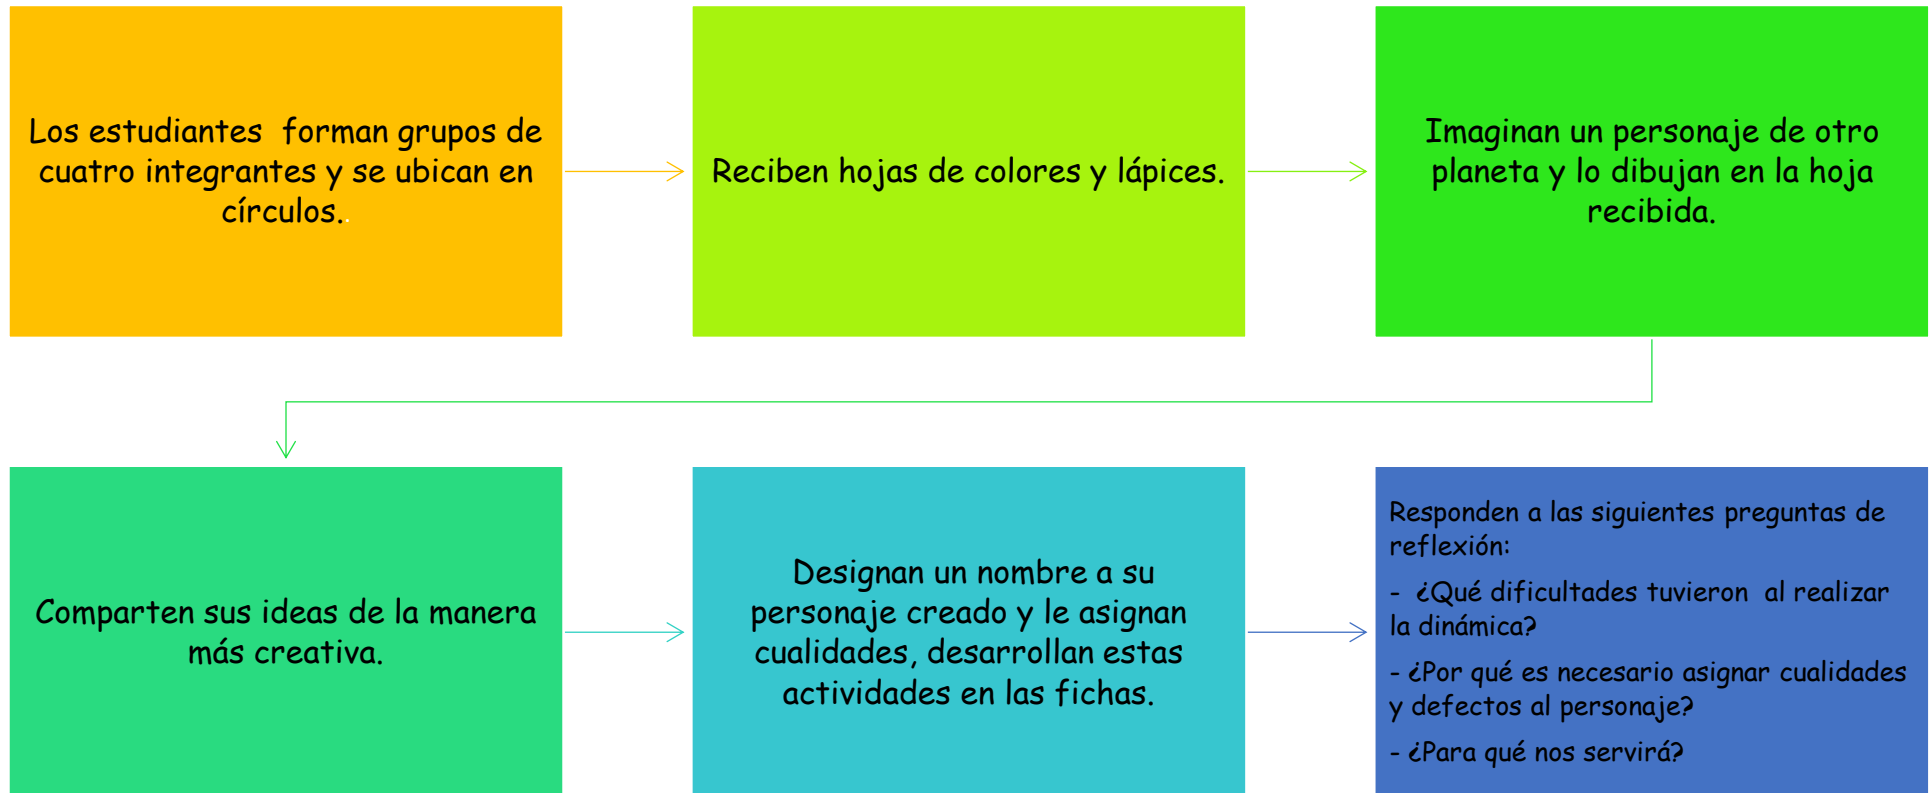 Los estudiantes  forman grupos de
cuatro integrantes y se ubican en
círculos..
Reciben hojas de colores y lápices.
Imaginan un personaje de otro
planeta y lo dibujan en la hoja
recibida.
Comparten sus ideas de la manera
más creativa.
Designan un nombre a su
personaje creado y le asignan
cualidades, desarrollan estas
actividades en las fichas.
Responden a las siguientes preguntas de
reflexión:
-  ¿Qué dificultades tuvieron  al realizar
la dinámica?
- ¿Por qué es necesario asignar cualidades
y defectos al personaje?
- ¿Para qué nos servirá?